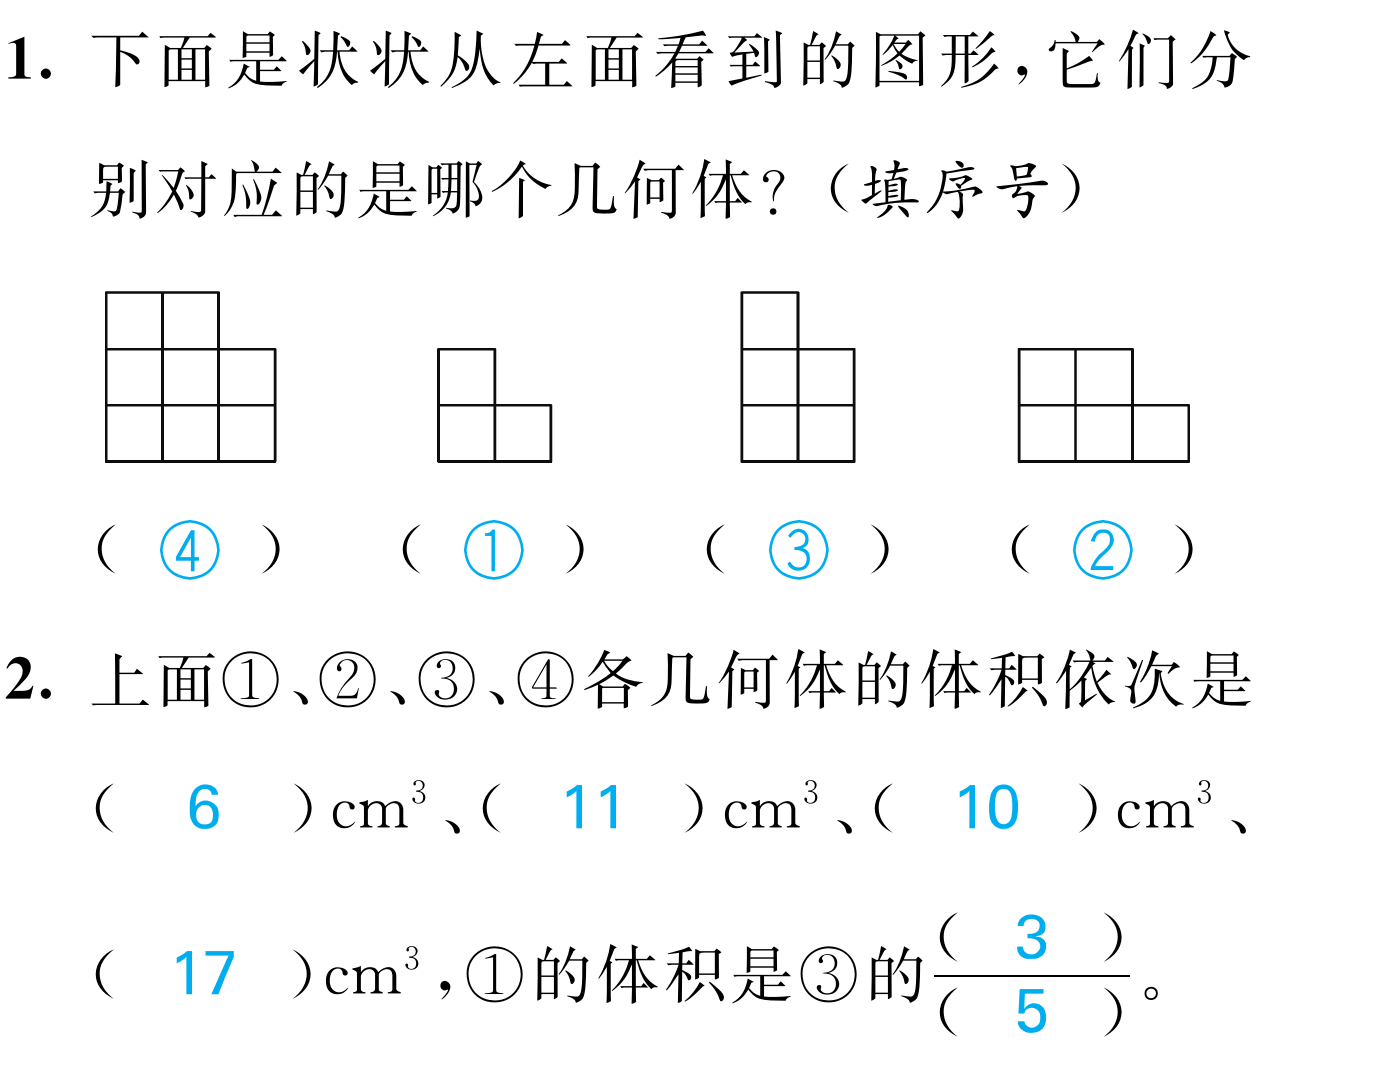 1. 下面是状状从左面看到的图形,它们分
别对应的是哪个几何体?(填序号)
( ④ ) ( ① ) ( ③ ) ( ② )
2. 上面①、②、③、④各几何体的体积依次是
( 6 )cm³、( 11 )cm³、( 10 )cm³、
( 17 )cm³,①的体积是③的( 3 )/( 5 )。